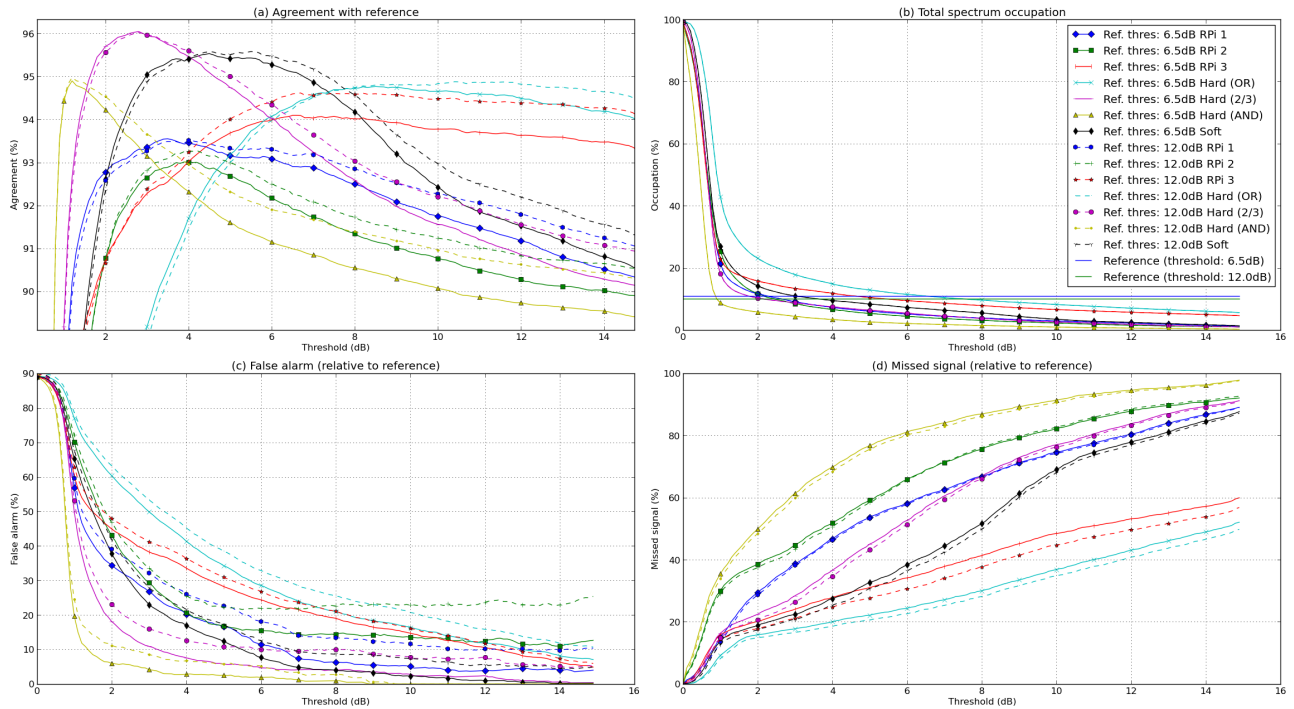 (a) Agreement with reference
96
95
94
93
92
91
90
Agreement (%)
2
4
6
8
10
12
14
16
Threshold (dB)
(b) Total spectrum occupation
100
80
60
40
20
0
Occupation (%)
0
2
4
6
8
10
12
14
16
Threshold (dB)
Ref. thres: 6.5dB RPi 1
Ref. thres: 6.5dB RPi 2
Ref. thres: 6.5dB RPi 3
Ref. thres: 6.5dB Hard (OR)
Ref. thres: 6.5dB Hard (2/3)
Ref. thres: 6.5dB Hard (AND)
Ref. thres: 6.5dB Soft
Ref. thres: 12.0dB RPi 1
Ref. thres: 12.0dB RPi 2
Ref. thres: 12.0dB RPi 3
Ref. thres: 12.0dB Hard (OR)
Ref. thres: 12.0dB Hard (2/3)
Ref. thres: 12.0dB Hard (AND)
Ref. thres: 12.0dB Soft
Reference (threshold: 6.5dB)
Reference (threshold: 12.0dB)
(c) False alarm (relative to reference)
90
80
70
60
50
40
30
20
10
0
False alarm (%)
0
2
4
6
8
10
12
14
16
Threshold (dB)
(d) Missed signal (relative to reference)
100
80
60
40
20
0
Missed signal (%)
0
2
4
6
8
10
12
14
16
Threshold (dB)